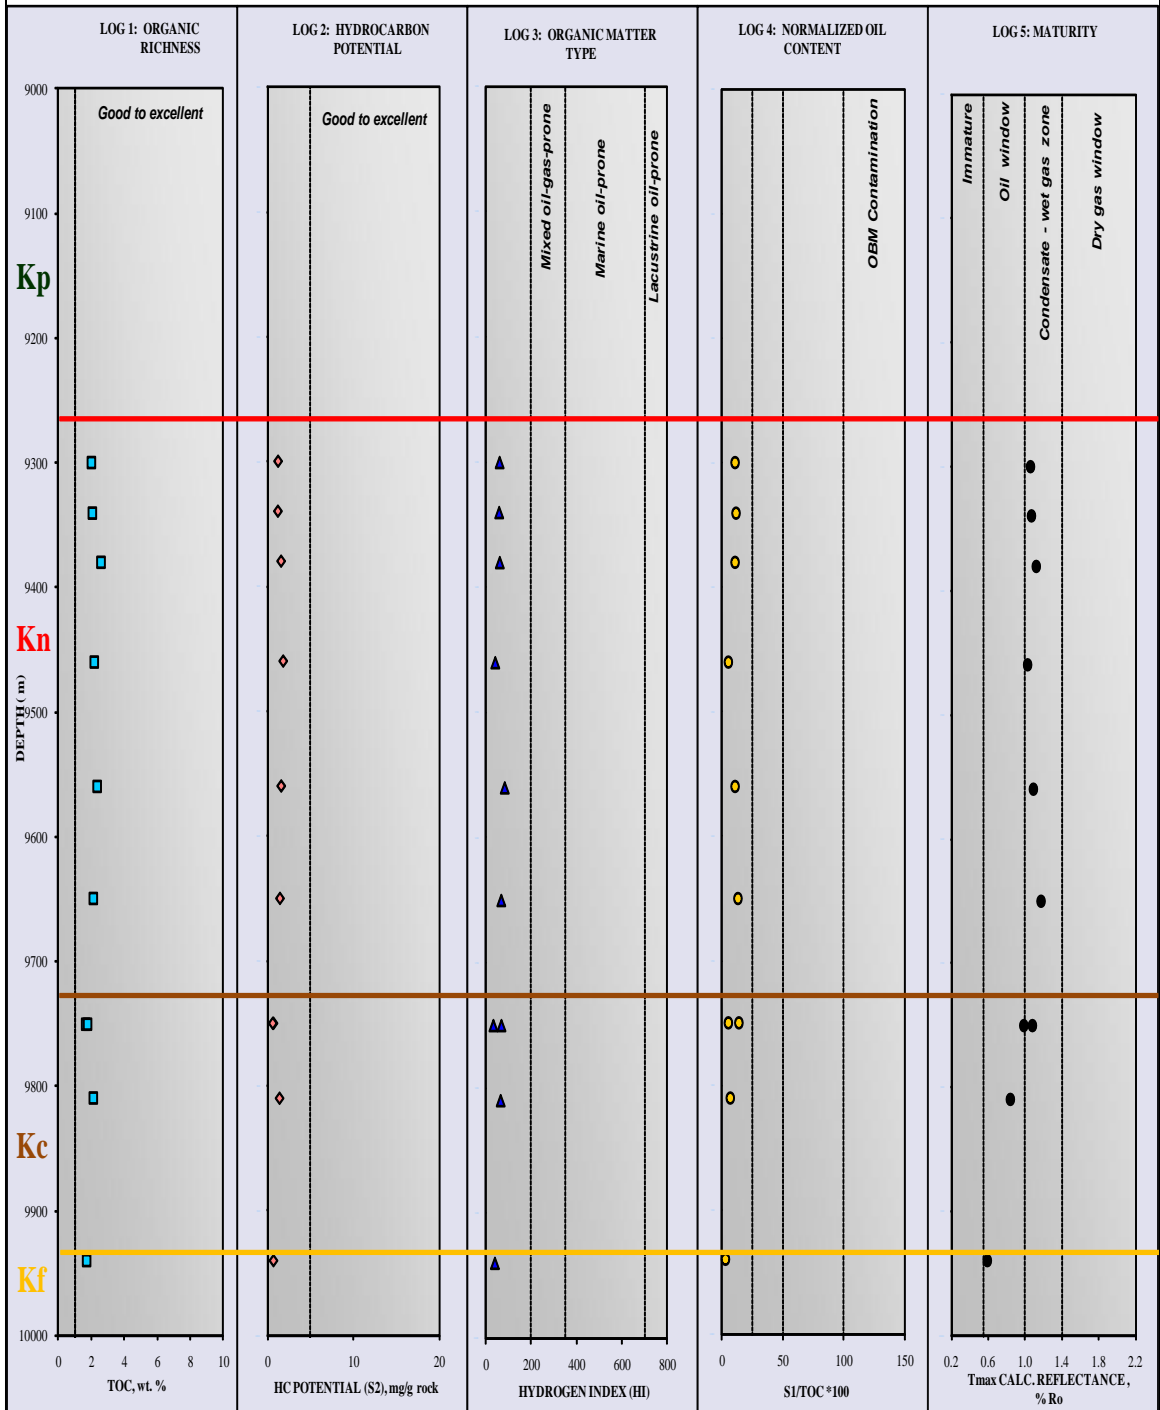 LOG 1: ORGANIC
RICHNESS
LOG 2: HYDROCARBON
POTENTIAL
LOG 3: ORGANIC MATTER
TYPE
LOG 4: NORMALIZED OIL
CONTENT
LOG 5: MATURITY
Good to excellent
Good to excellent
Mixed oil-gas-prone
Marine oil-prone
Lacustrine oil-prone
OBM Contamination
Immature
Oil window
Condensate - wet gas zone
Dry gas window
9000
9100
9200
9300
9400
9500
9600
9700
9800
9900
10000
Kp
Kn
Kc
Kf
DEPTH ( m)
0 2 4 6 8 10
TOC, wt. %
0 10 20
HC POTENTIAL (S2), mg/g rock
0 200 400 600 800
HYDROGEN INDEX (HI)
0 50 100 150
S1/TOC *100
0.2 0.6 1.0 1.8 2.2
Tmax CALC. REFLECTANCE ,
% Ro